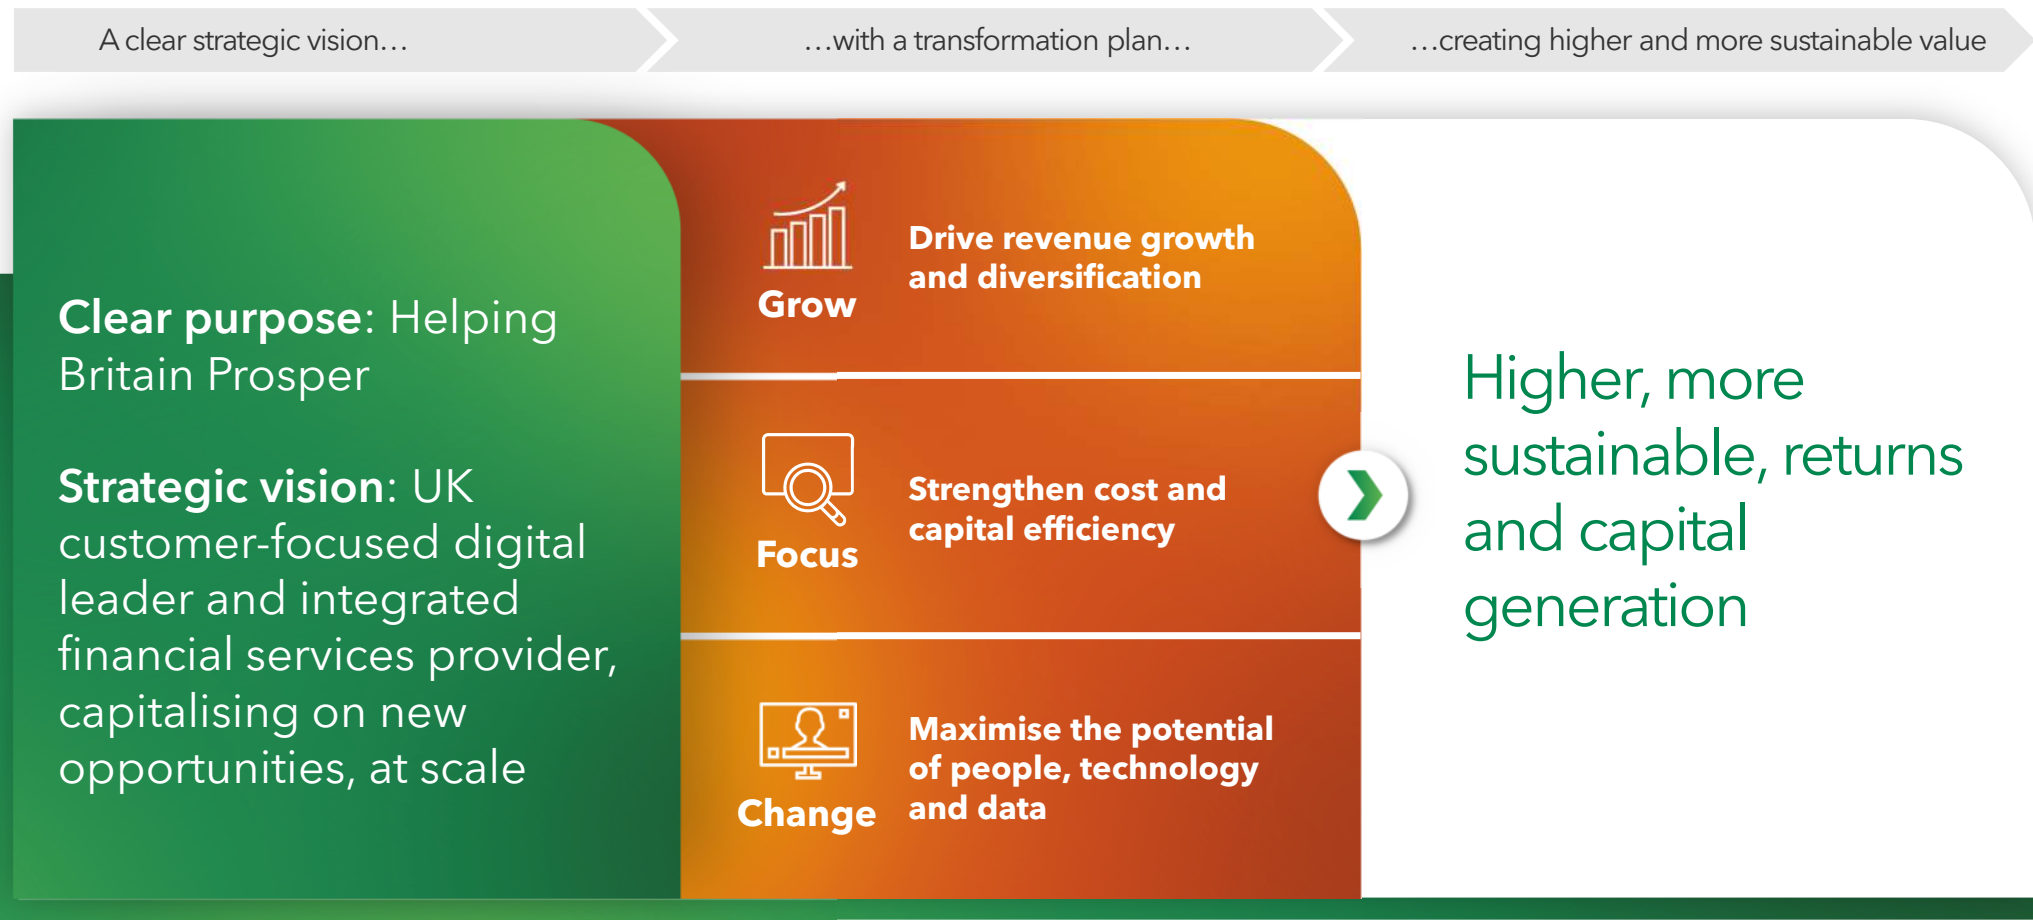 A clear strategic vision…
…with a transformation plan…
…creating higher and more sustainable value
Clear purpose: Helping
Britain Prosper
Strategic vision: UK
customer-focused digital
leader and integrated
financial services provider,
capitalising on new
opportunities, at scale
Grow
Drive revenue growth
and diversification
Focus
Strengthen cost and
capital efficiency
Change
Maximise the potential
of people, technology
and data
Higher, more
sustainable, returns
and capital
generation